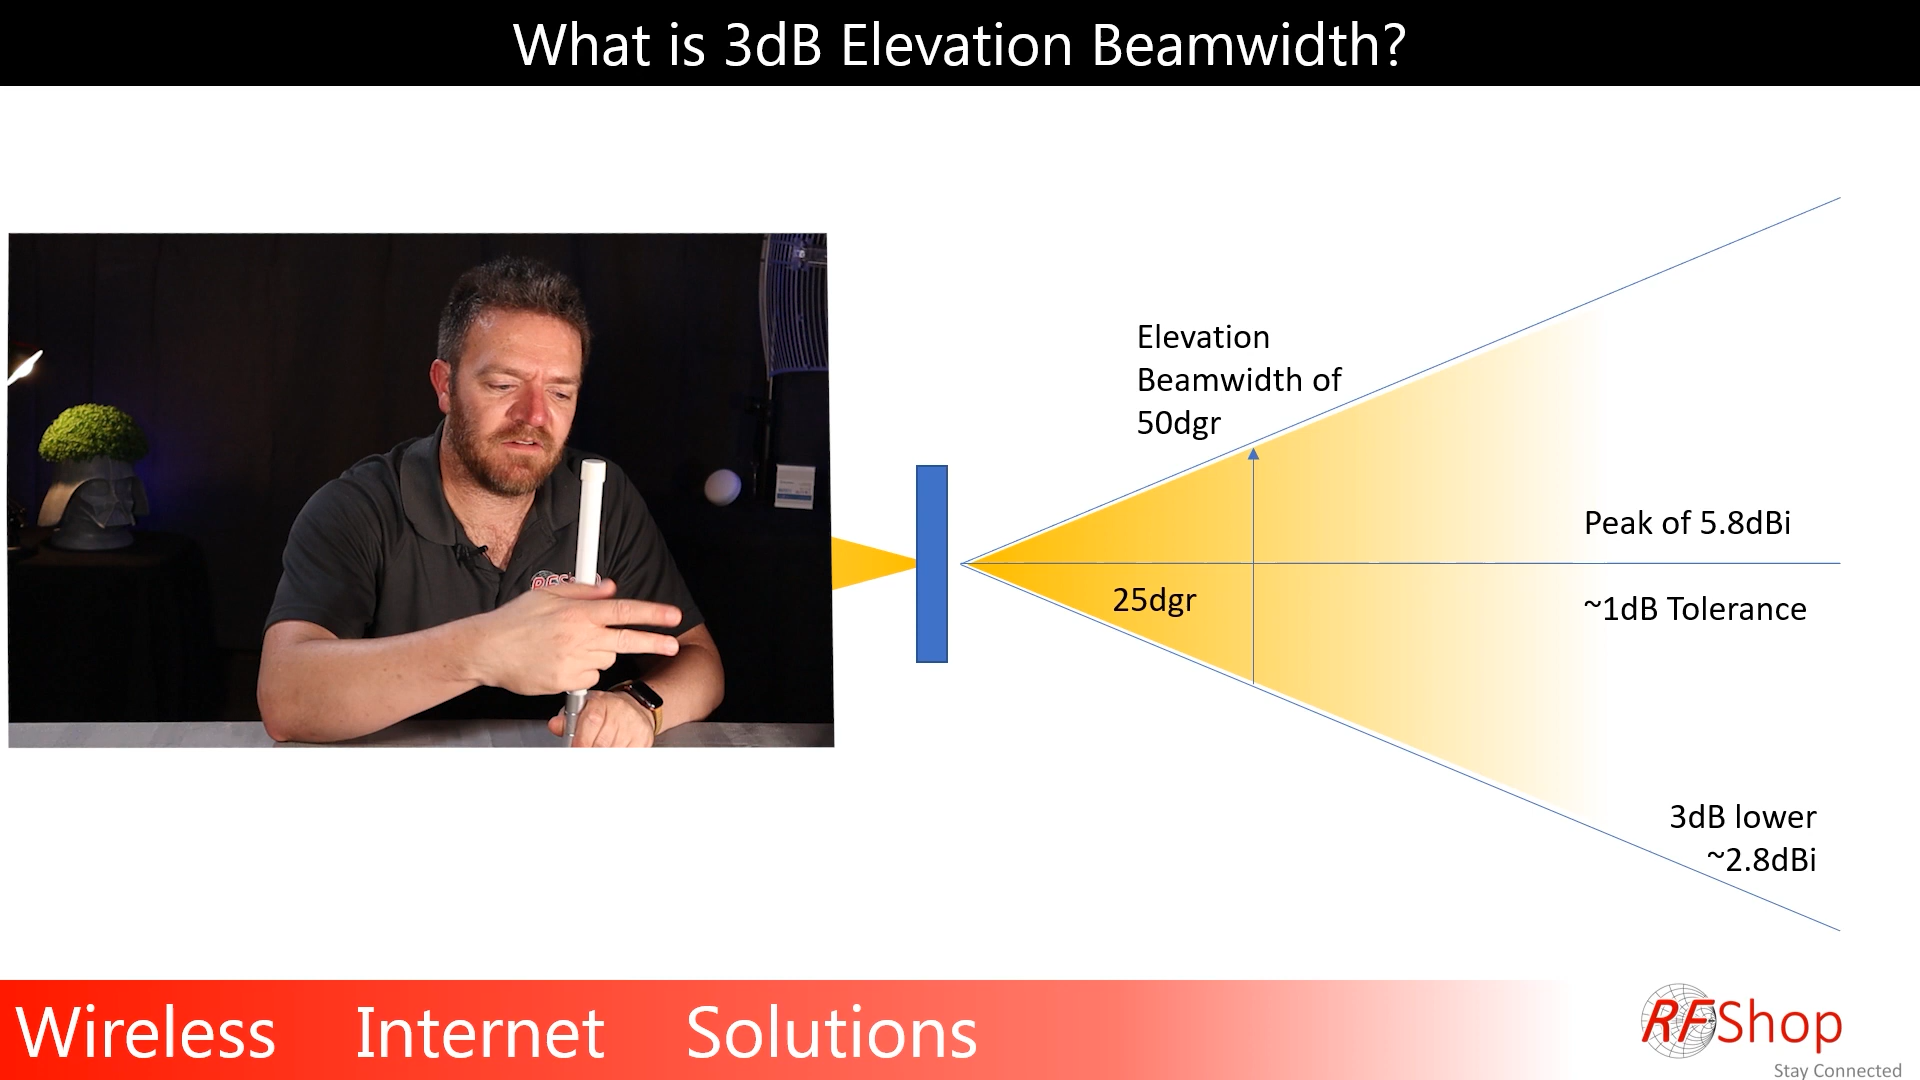 What is 3dB Elevation Beamwidth?
Elevation
Beamwidth of
50dgr
Peak of 5.8dBi
25dgr
~1dB Tolerance
3dB lower
~2.8dBi
Wireless Internet Solutions
RFShop
Stay Connected